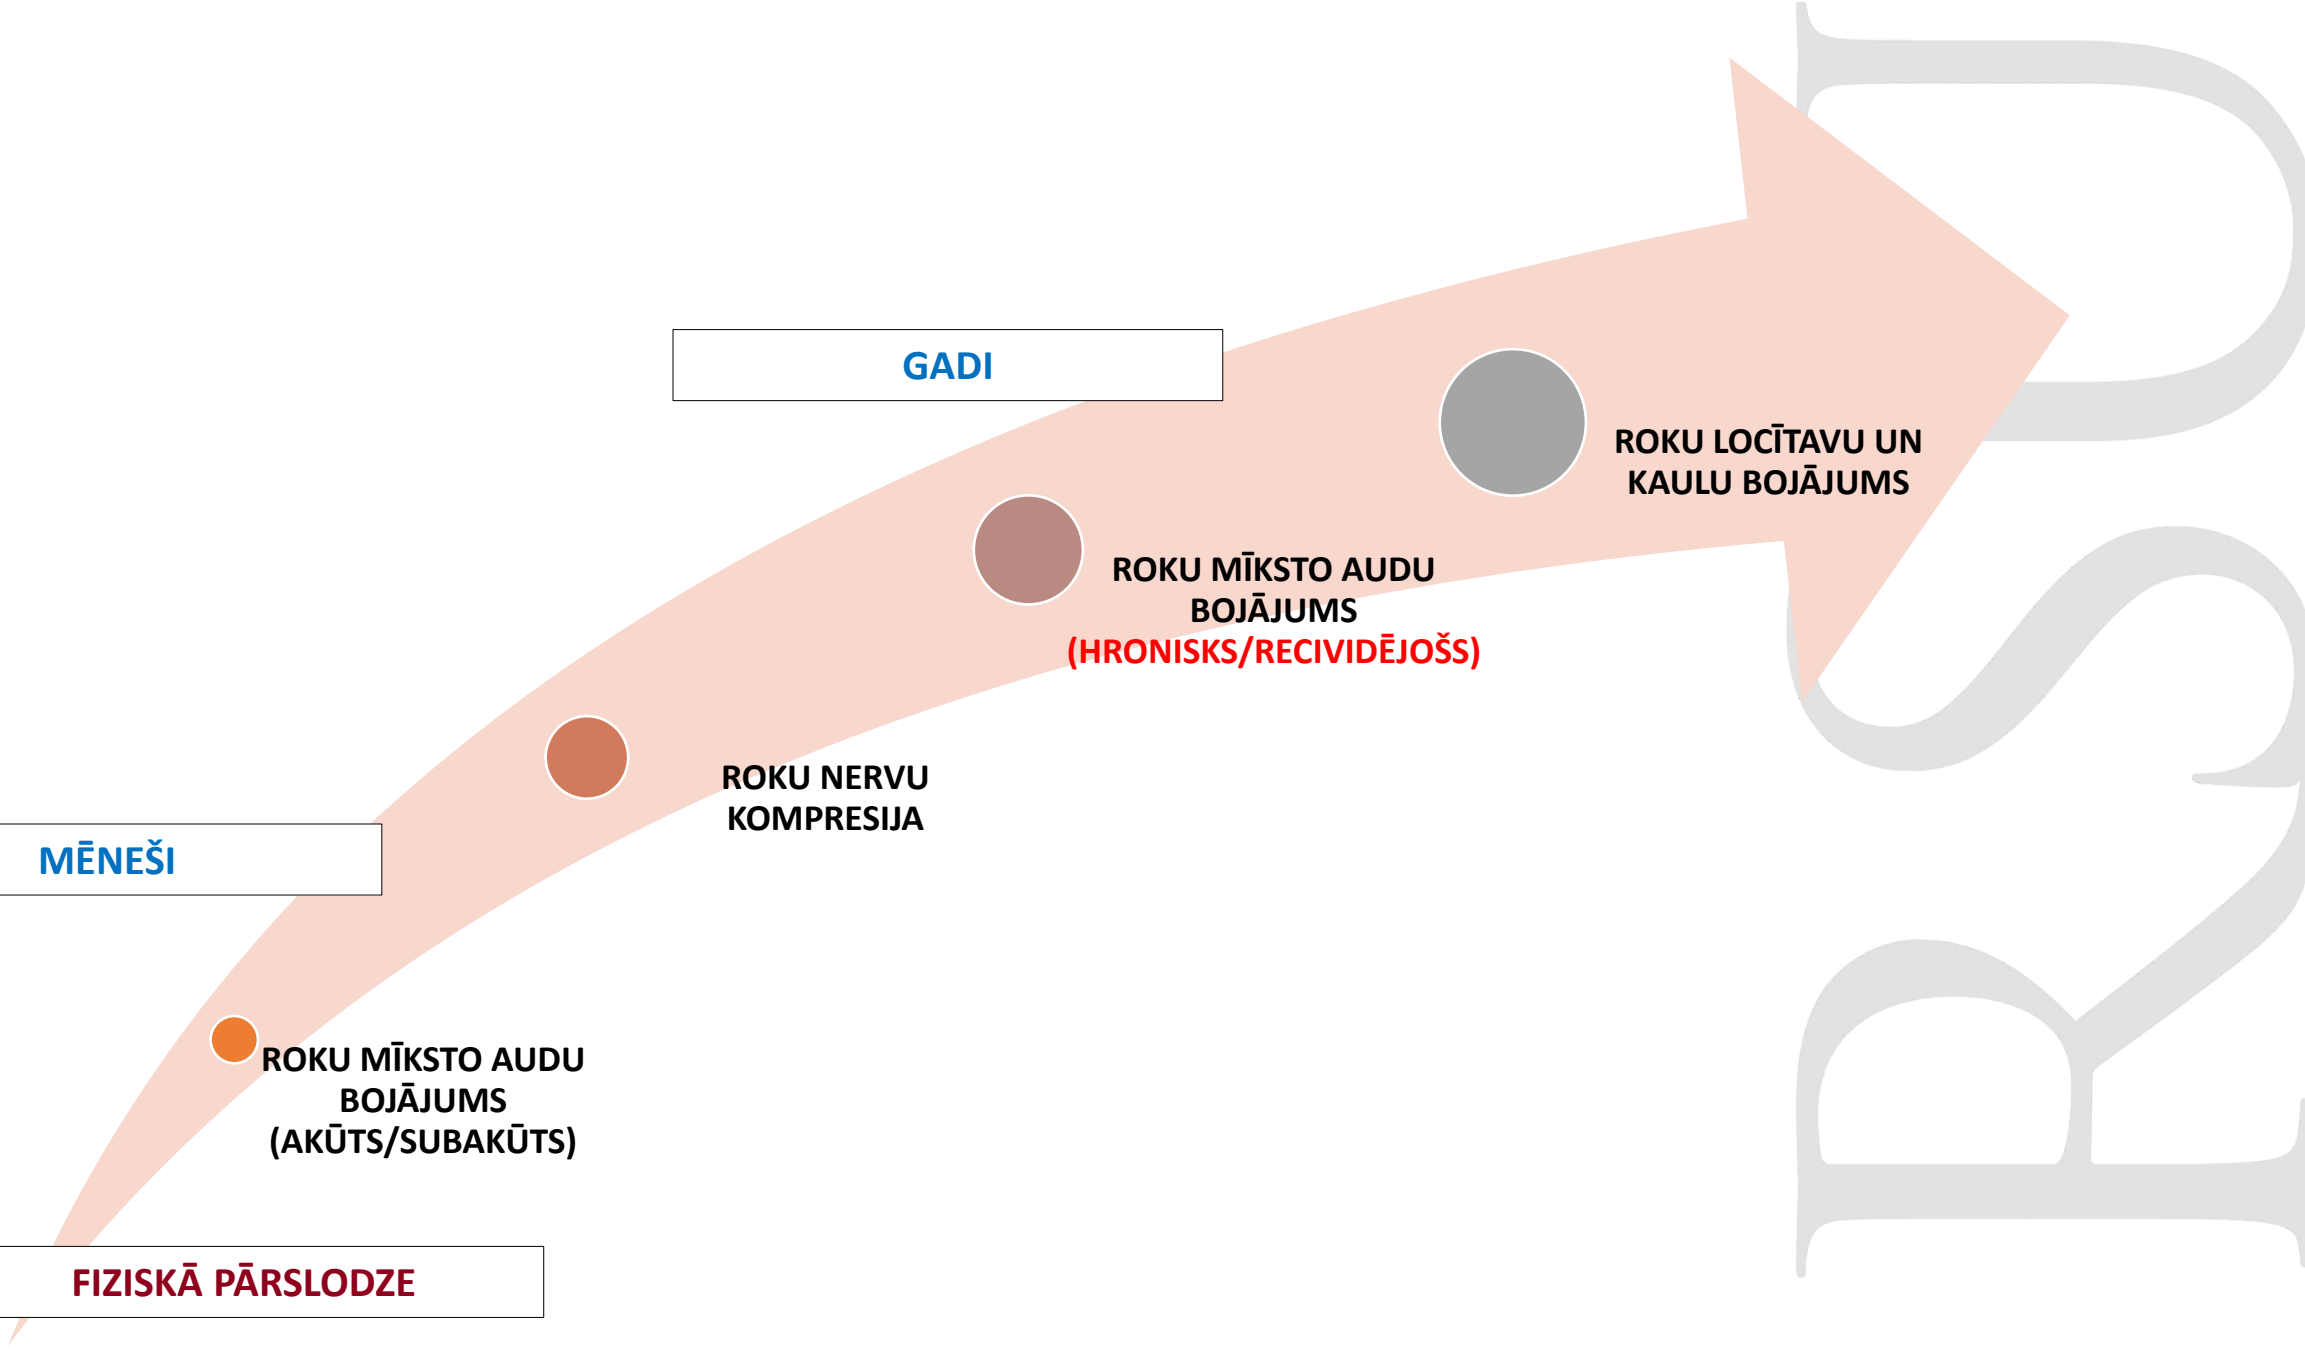 GADI
ROKU LOCĪTAVU UN
KAULU BOJĀJUMS
ROKU MĪKSTO AUDU
BOJĀJUMS
(HRONISKS/RECIVIDĒJOŠS)
ROKU NERVU
KOMPRESIJA
MĒNEŠI
ROKU MĪKSTO AUDU
BOJĀJUMS
(AKŪTS/SUBAKŪTS)
FIZISKĀ PĀRSLODZE
RSU